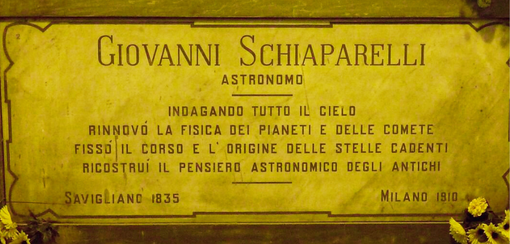 GIOVANNI SCHIAPARELLI
ASTRONOMO
INDAGANDO TUTTO IL CIELO
RINNOVÒ LA FISICA DEI PIANETI E DELLE COMETE
FISSÒ IL CORSO E L' ORIGINE DELLE STELLE CADENTI
RICOSTRUÌ IL PENSIERO ASTRONOMICO DEGLI ANTICHI
SAVIGLIANO 1835 MILANO 1910